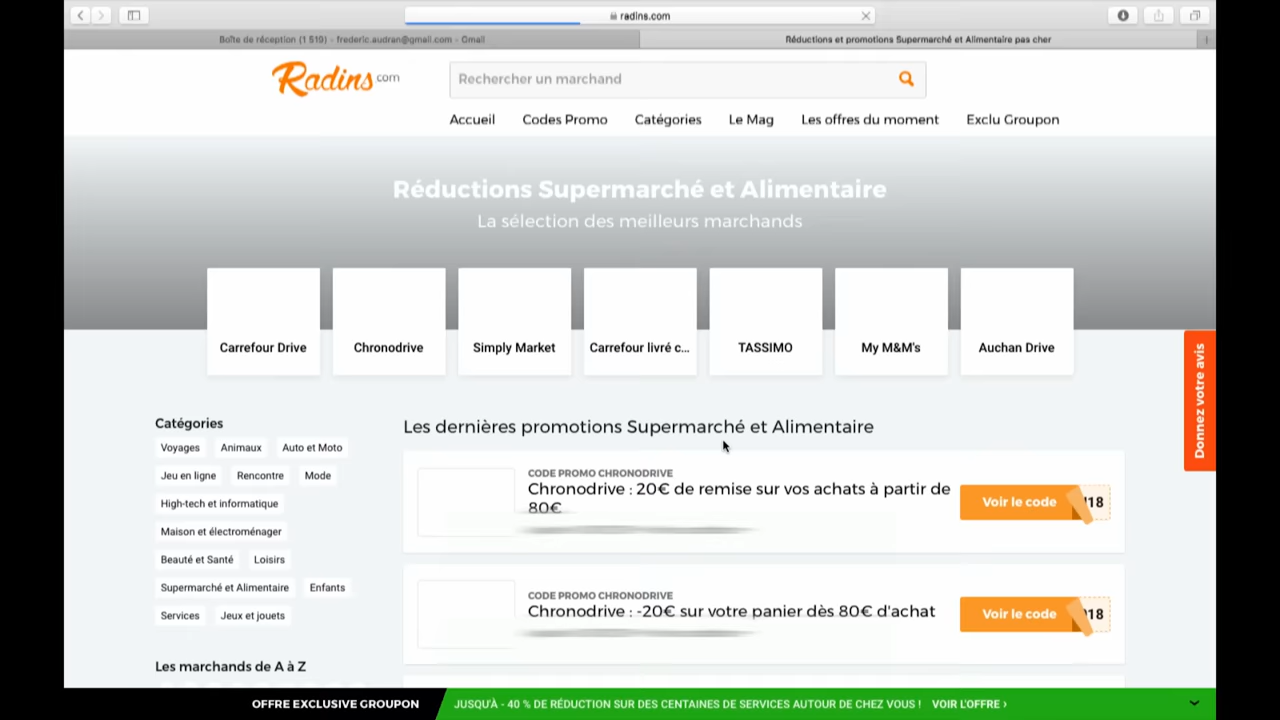 radins.com
Boîte de réception (1 519) - frederic.audran@gmail.com - Gmail
Réductions et promotions Supermarché et Alimentaire pas cher
Radins com
Rechercher un marchand
Accueil Codes Promo Catégories Le Mag Les offres du moment Exclu Groupon
Réductions Supermarché et Alimentaire
La sélection des meilleurs marchands
Carrefour Drive Chronodrive Simply Market Carrefour livré c... TASSIMO My M&M's Auchan Drive
Donnez votre avis
Catégories
Voyages Animaux Auto et Moto
Jeu en ligne Rencontre Mode
High-tech et informatique
Maison et électroménager
Beauté et Santé Loisirs
Supermarché et Alimentaire Enfants
Services Jeux et jouets
Les marchands de A à Z
Les dernières promotions Supermarché et Alimentaire
CODE PROMO CHRONODRIVE
Chronodrive : 20€ de remise sur vos achats à partir de
80€
Voir le code 18
CODE PROMO CHRONODRIVE
Chronodrive : -20€ sur votre panier dès 80€ d'achat
Voir le code 18
OFFRE EXCLUSIVE GROUPON JUSQU'À - 40 % DE RÉDUCTION SUR DES CENTAINES DE SERVICES AUTOUR DE CHEZ VOUS ! VOIR L'OFFRE ›